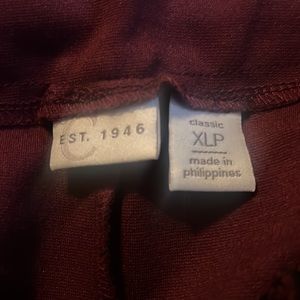 C
EST. 1946
classic
XLP
made in
philippines